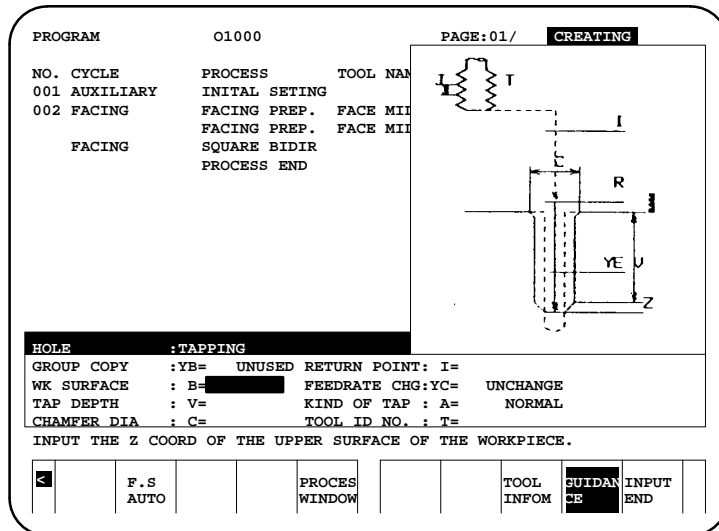 PROGRAM O1000 PAGE:01/ CREATING
NO. CYCLE PROCESS TOOL NAM
001 AUXILIARY INITAL SETING
002 FACING FACING PREP. FACE MIL
FACING PREP. FACE MIL
FACING SQUARE BIDIR
PROCESS END
T
I
C
R
YE V
Z
HOLE :TAPPING
GROUP COPY :YB= UNUSED RETURN POINT: I=
WK SURFACE : B= FEEDRATE CHG:YC= UNCHANGE
TAP DEPTH : V= KIND OF TAP : A= NORMAL
CHAMFER DIA : C= TOOL ID NO. : T=
INPUT THE Z COORD OF THE UPPER SURFACE OF THE WORKPIECE.
< F.S PROCES TOOL GUIDAN INPUT
AUTO WINDOW INFOM CE END